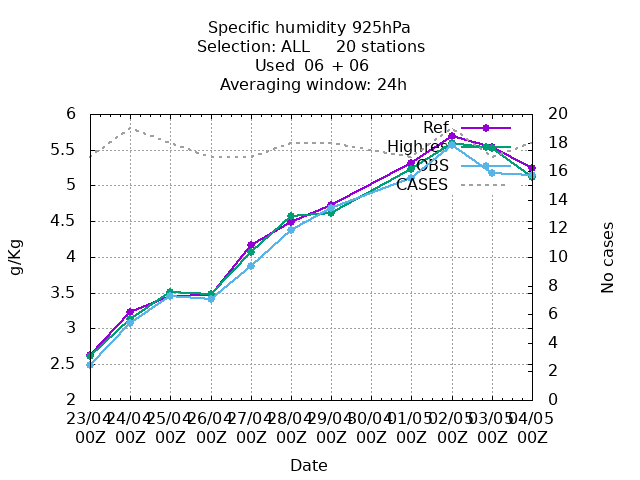 Specific humidity 925hPa
Selection: ALL 20 stations
Used 06 + 06
Averaging window: 24h
6
5.5
5
4.5
4
3.5
3
2.5
2
g/Kg
20
18
16
14
12
10
8
6
4
2
0
No cases
Ref
Highres
OBS
CASES
23/04 24/04 25/04 26/04 27/04 28/04 29/04 30/04 01/05 02/05 03/05 04/05
00Z 00Z 00Z 00Z 00Z 00Z 00Z 00Z 00Z 00Z 00Z 00Z
Date